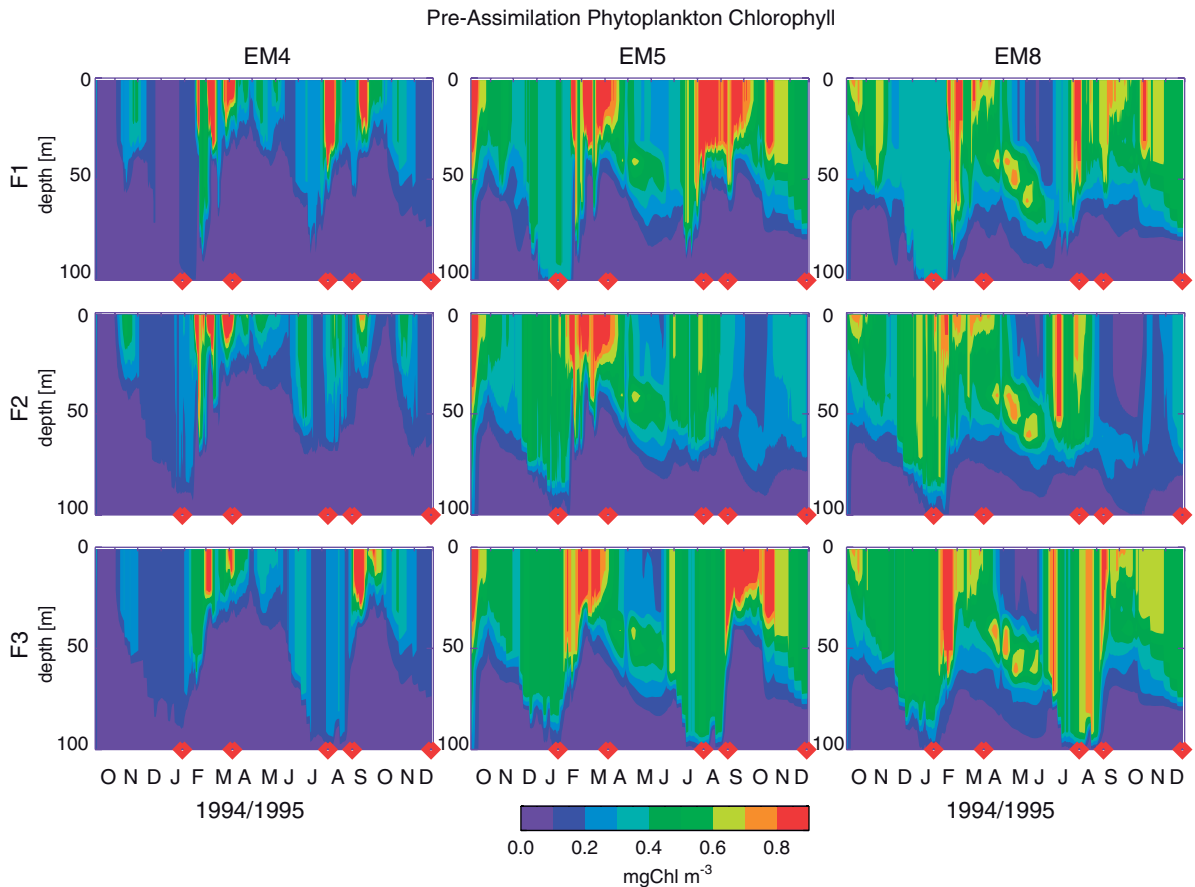 Pre-Assimilation Phytoplankton Chlorophyll
EM4 EM5 EM8
F1
depth [m]
0
50
100
0
50
100
0
50
100
F2
depth [m]
0
50
100
0
50
100
0
50
100
F3
depth [m]
0
50
100
0
50
100
0
50
100
O N D J F M A M J J A S O N D
O N D J F M A M J J A S O N D
O N D J F M A M J J A S O N D
1994/1995
1994/1995
0.0 0.2 0.4 0.6 0.8
mgChl m⁻³